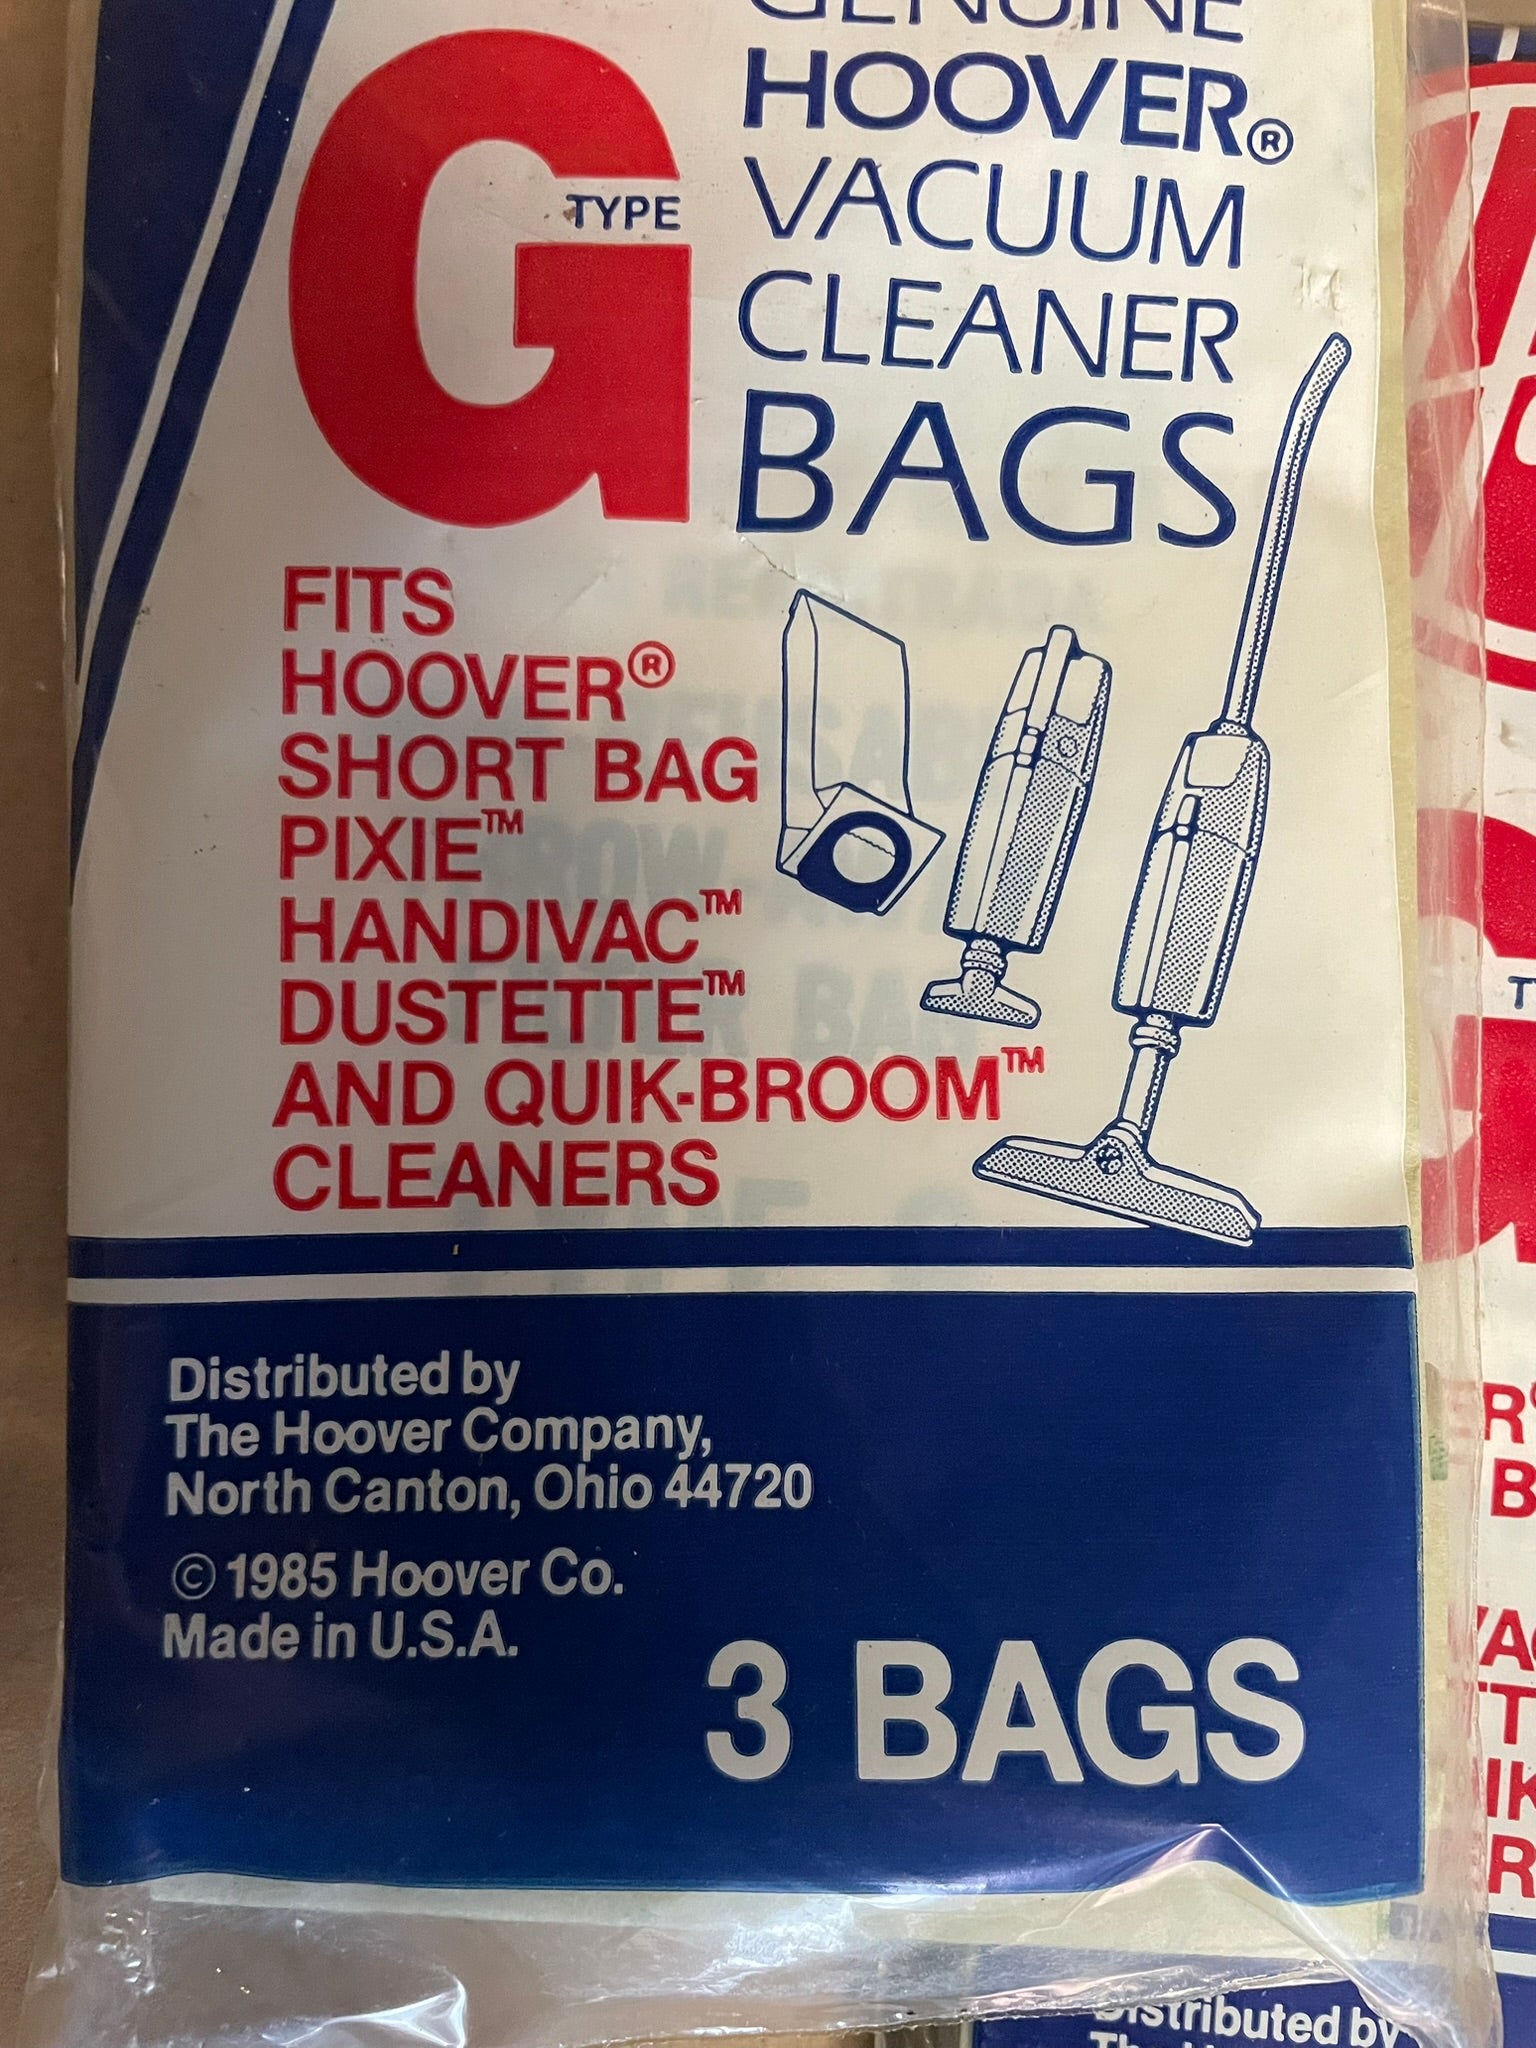 GENUINE
HOOVER®
VACUUM
CLEANER
BAGS
G
TYPE
FITS
HOOVER®
SHORT BAG
PIXIE™
HANDIVAC™
DUSTETTE™
AND QUIK-BROOM™
CLEANERS
Distributed by
The Hoover Company,
North Canton, Ohio 44720
© 1985 Hoover Co.
Made in U.S.A.
3 BAGS
Distributed by